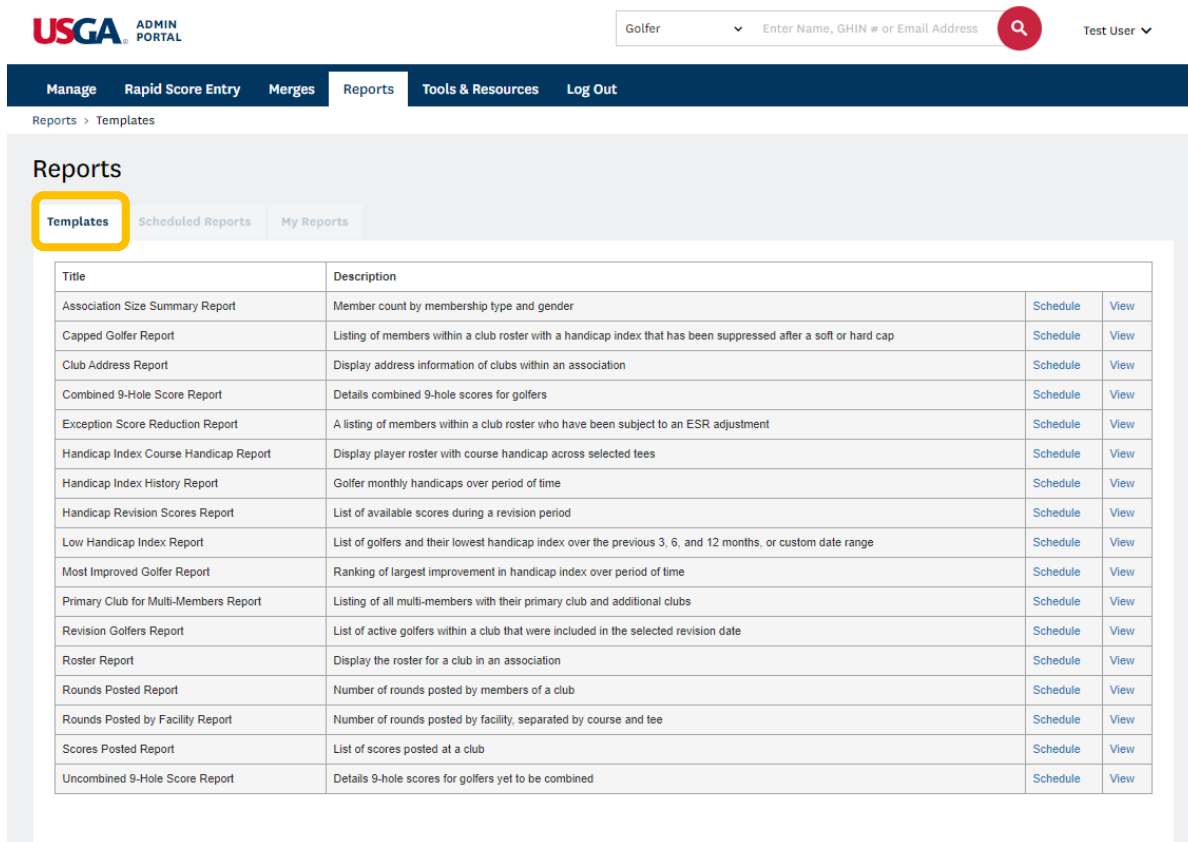 USGA ADMIN PORTAL
Golfer Enter Name, GHIN # or Email Address Test User
Manage Rapid Score Entry Merges Reports Tools & Resources Log Out
Reports > Templates
Reports
Templates Scheduled Reports My Reports
Title Description
Association Size Summary Report Member count by membership type and gender Schedule View
Capped Golfer Report Listing of members within a club roster with a handicap index that has been suppressed after a soft or hard cap Schedule View
Club Address Report Display address information of clubs within an association Schedule View
Combined 9-Hole Score Report Details combined 9-hole scores for golfers Schedule View
Exception Score Reduction Report A listing of members within a club roster who have been subject to an ESR adjustment Schedule View
Handicap Index Course Handicap Report Display player roster with course handicap across selected tees Schedule View
Handicap Index History Report Golfer monthly handicaps over period of time Schedule View
Handicap Revision Scores Report List of available scores during a revision period Schedule View
Low Handicap Index Report List of golfers and their lowest handicap index over the previous 3, 6, and 12 months, or custom date range Schedule View
Most Improved Golfer Report Ranking of largest improvement in handicap index over period of time Schedule View
Primary Club for Multi-Members Report Listing of all multi-members with their primary club and additional clubs Schedule View
Revision Golfers Report List of active golfers within a club that were included in the selected revision date Schedule View
Roster Report Display the roster for a club in an association Schedule View
Rounds Posted Report Number of rounds posted by members of a club Schedule View
Rounds Posted by Facility Report Number of rounds posted by facility, separated by course and tee Schedule View
Scores Posted Report List of scores posted at a club Schedule View
Uncombined 9-Hole Score Report Details 9-hole scores for golfers yet to be combined Schedule View